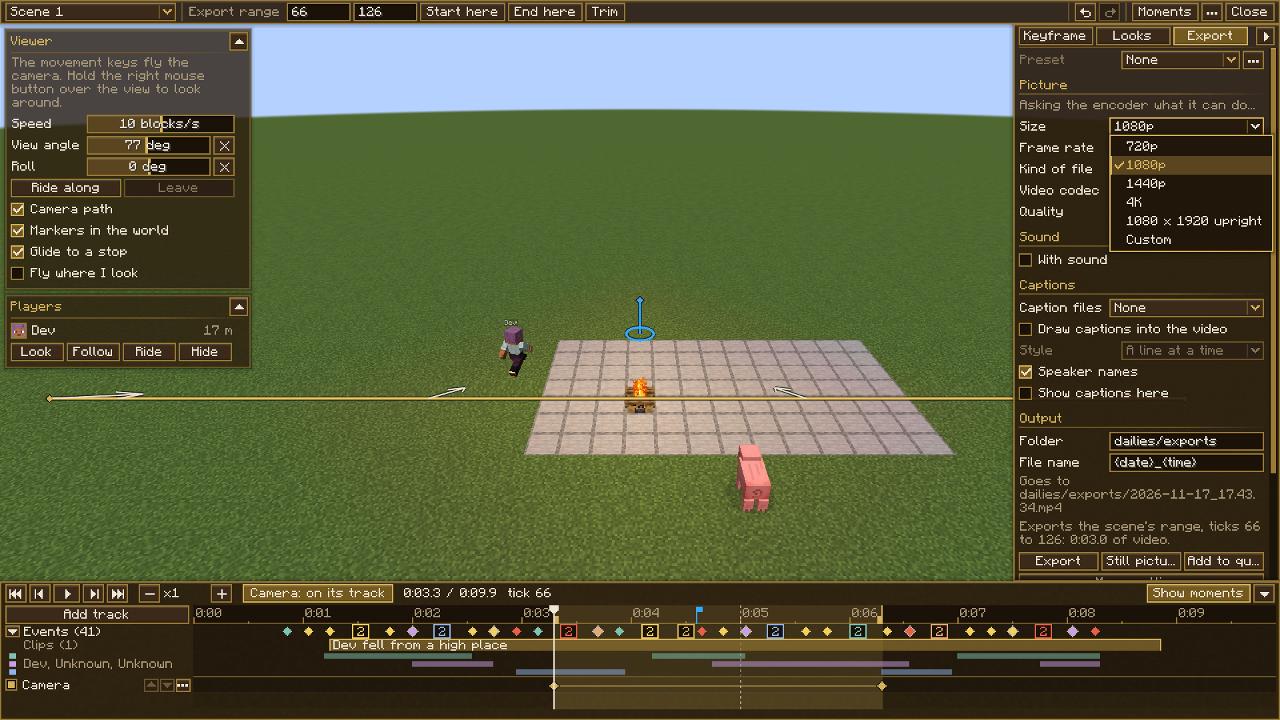 Scene 1
Export range
66
126
Start here
End here
Trim
Moments
...
Close
Viewer
The movement keys fly the
camera. Hold the right mouse
button over the view to look
around.
Speed
10 blocks/s
View angle
77 deg
Roll
0 deg
Ride along
Leave
Camera path
Markers in the world
Glide to a stop
Fly where I look
Players
Dev
17 m
Look
Follow
Ride
Hide
Dev
Keyframe
Looks
Export
Preset
None
...
Picture
Asking the encoder what it can do...
Size
1080p
Frame rate
Kind of file
Video codec
Quality
720p
1080p
1440p
4K
1080 x 1920 upright
Custom
Sound
With sound
Captions
Caption files
None
Draw captions into the video
Style
A line at a time
Speaker names
Show captions here
Output
Folder
dailies/exports
File name
{date}_{time}
Goes to
dailies/exports/2026-11-17_17.43.
34.mp4
Exports the scene's range, ticks 66
to 126: 0:03.0 of video.
Export
Still pictu...
Add to qu...
x1
Camera: on its track
0:03.3 / 0:09.9
tick 66
Show moments
Add track
0:00
0:01
0:02
0:03
0:04
0:05
0:06
0:07
0:08
0:09
Events (41)
2
2
2
2
2
2
2
2
2
Clips (1)
Dev fell from a high place
Dev, Unknown, Unknown
Camera
...